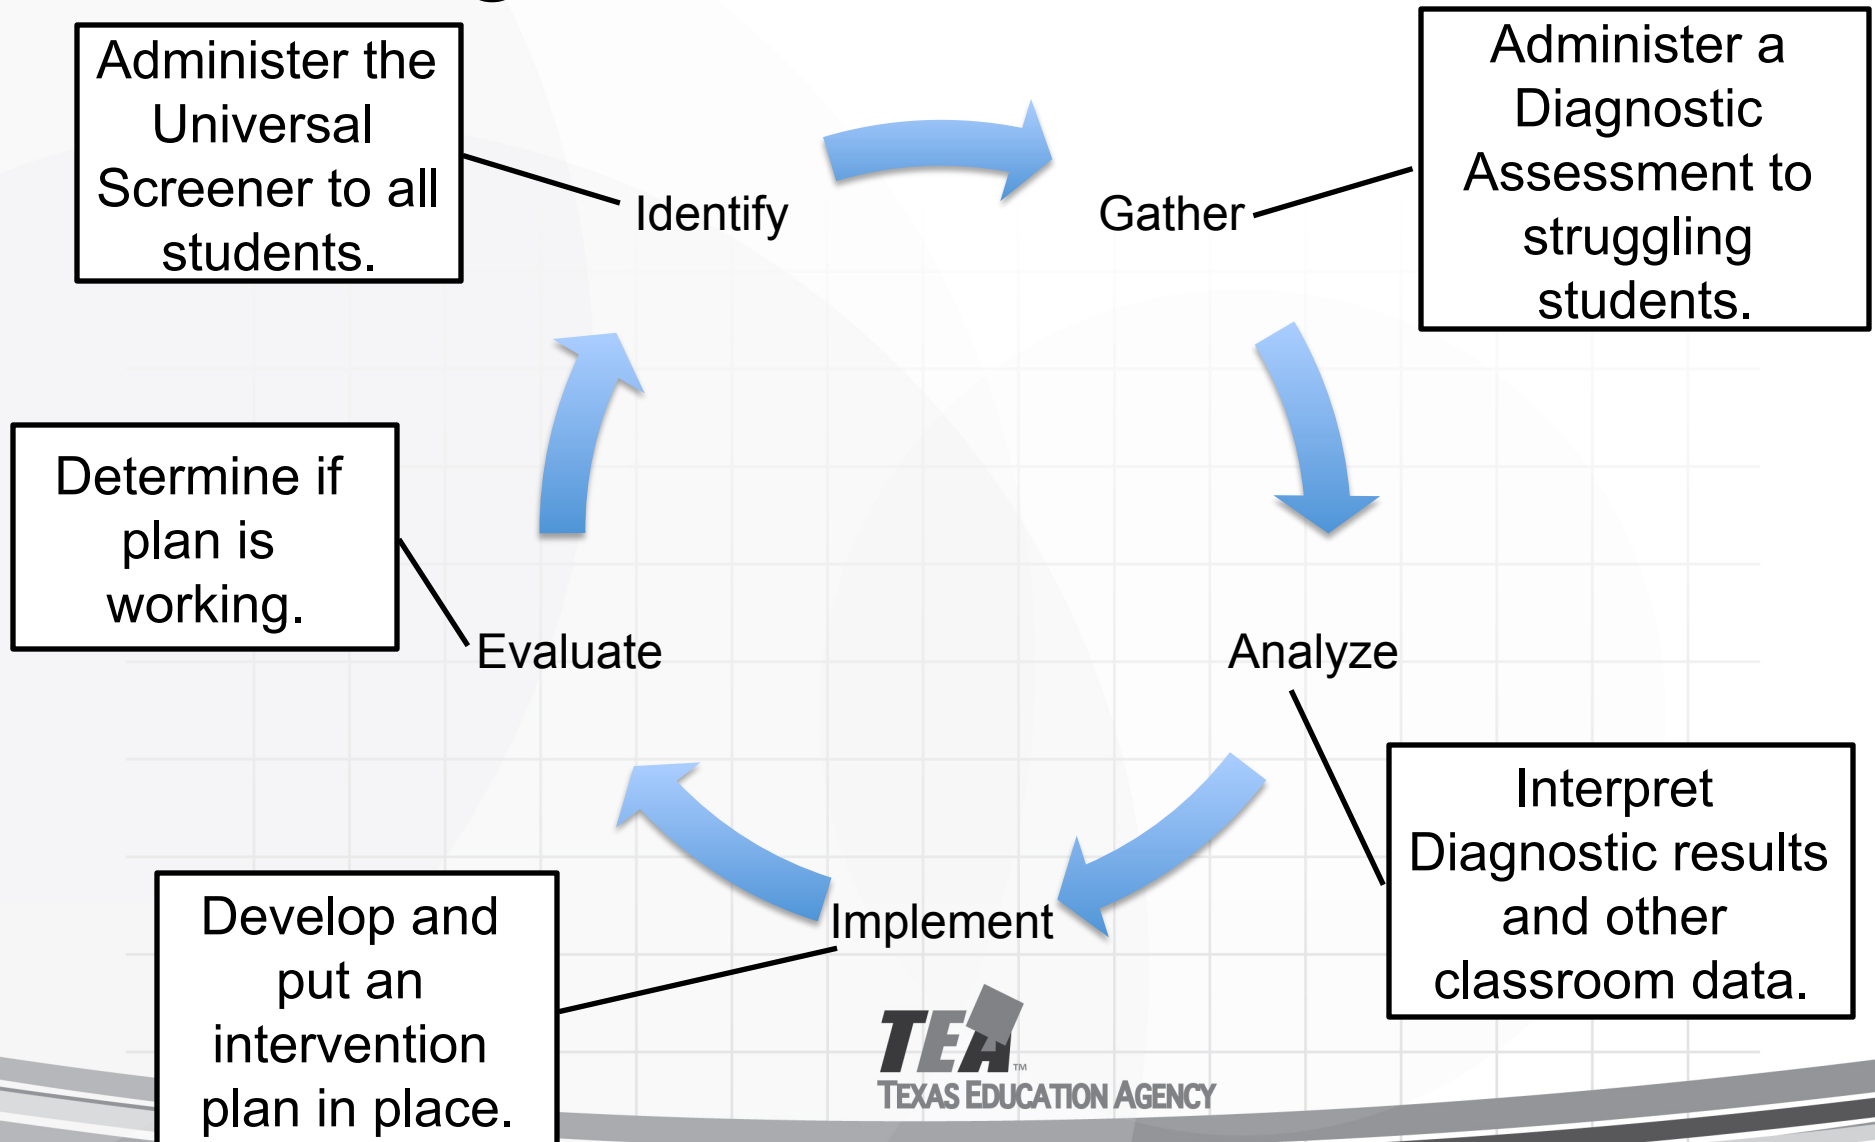 Administer the
Universal
Screener to all
students.
Identify
Gather
Administer a
Diagnostic
Assessment to
struggling
students.
Determine if
plan is
working.
Evaluate
Analyze
Interpret
Diagnostic results
and other
classroom data.
Implement
Develop and
put an
intervention
plan in place.
TEA™
TEXAS EDUCATION AGENCY